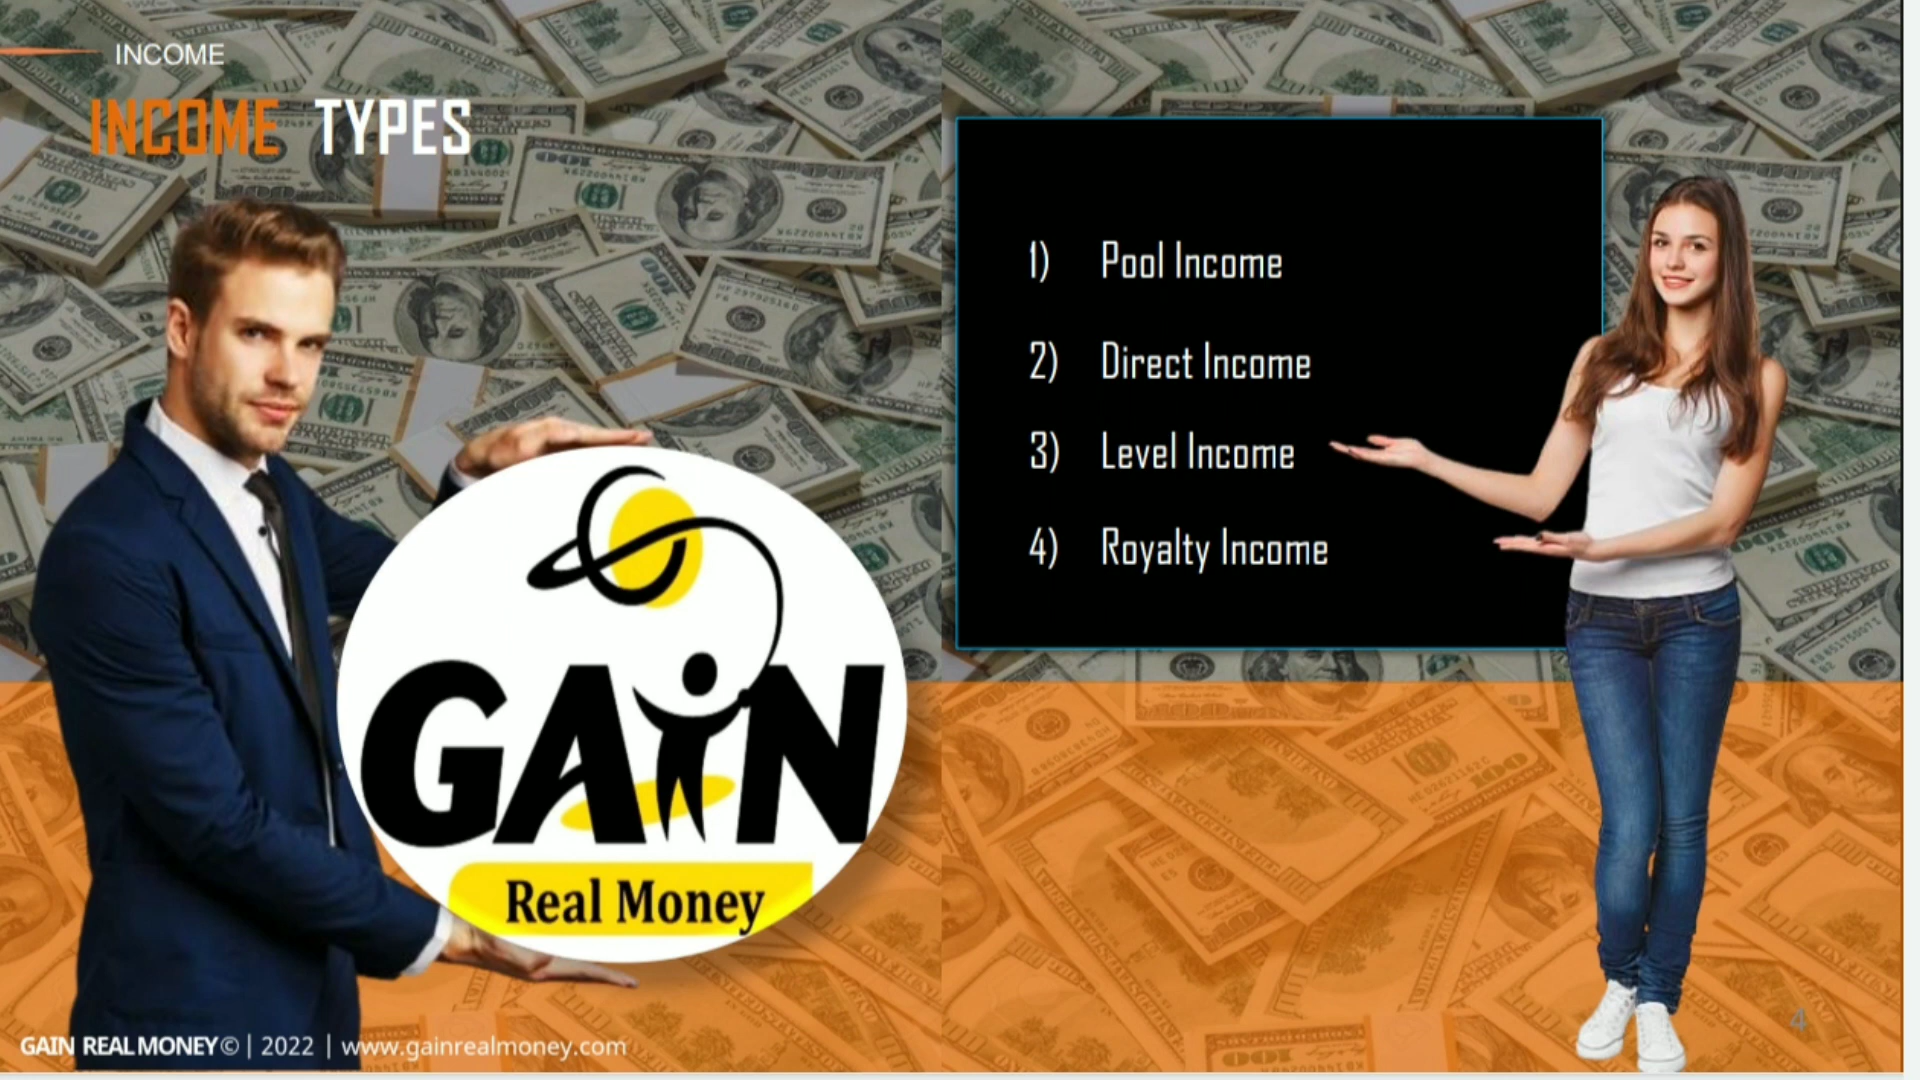 INCOME
INCOME TYPES
1) Pool Income
2) Direct Income
3) Level Income
4) Royalty Income
GAIN
Real Money
GAIN REAL MONEY© | 2022 | www.gainrealmoney.com
4